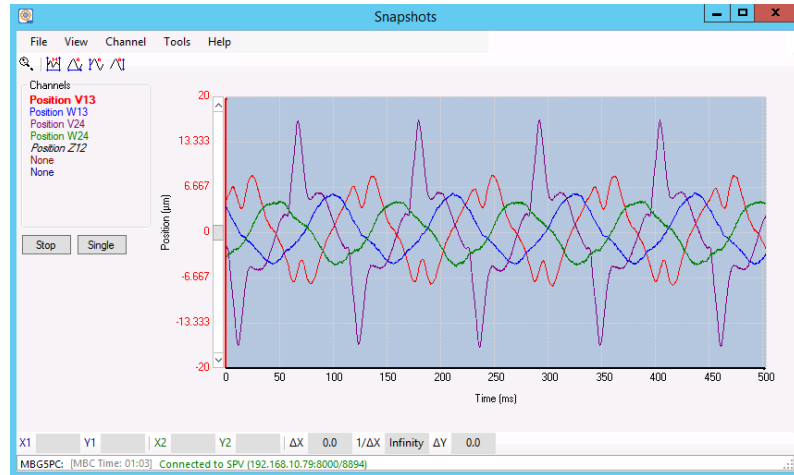 Snapshots
File View Channel Tools Help
Channels
Position V13
Position W13
Position V24
Position W24
Position Z12
None
None
Stop Single
Position (µm)
20
13.333
6.667
0
-6.667
-13.333
-20
0 50 100 150 200 250 300 350 400 450 500
Time (ms)
X1 Y1 X2 Y2 ΔX 0.0 1/ΔX Infinity ΔY 0.0
MBG5PC: [MBC Time: 01:03] Connected to SPV (192.168.10.79:8000/8894)